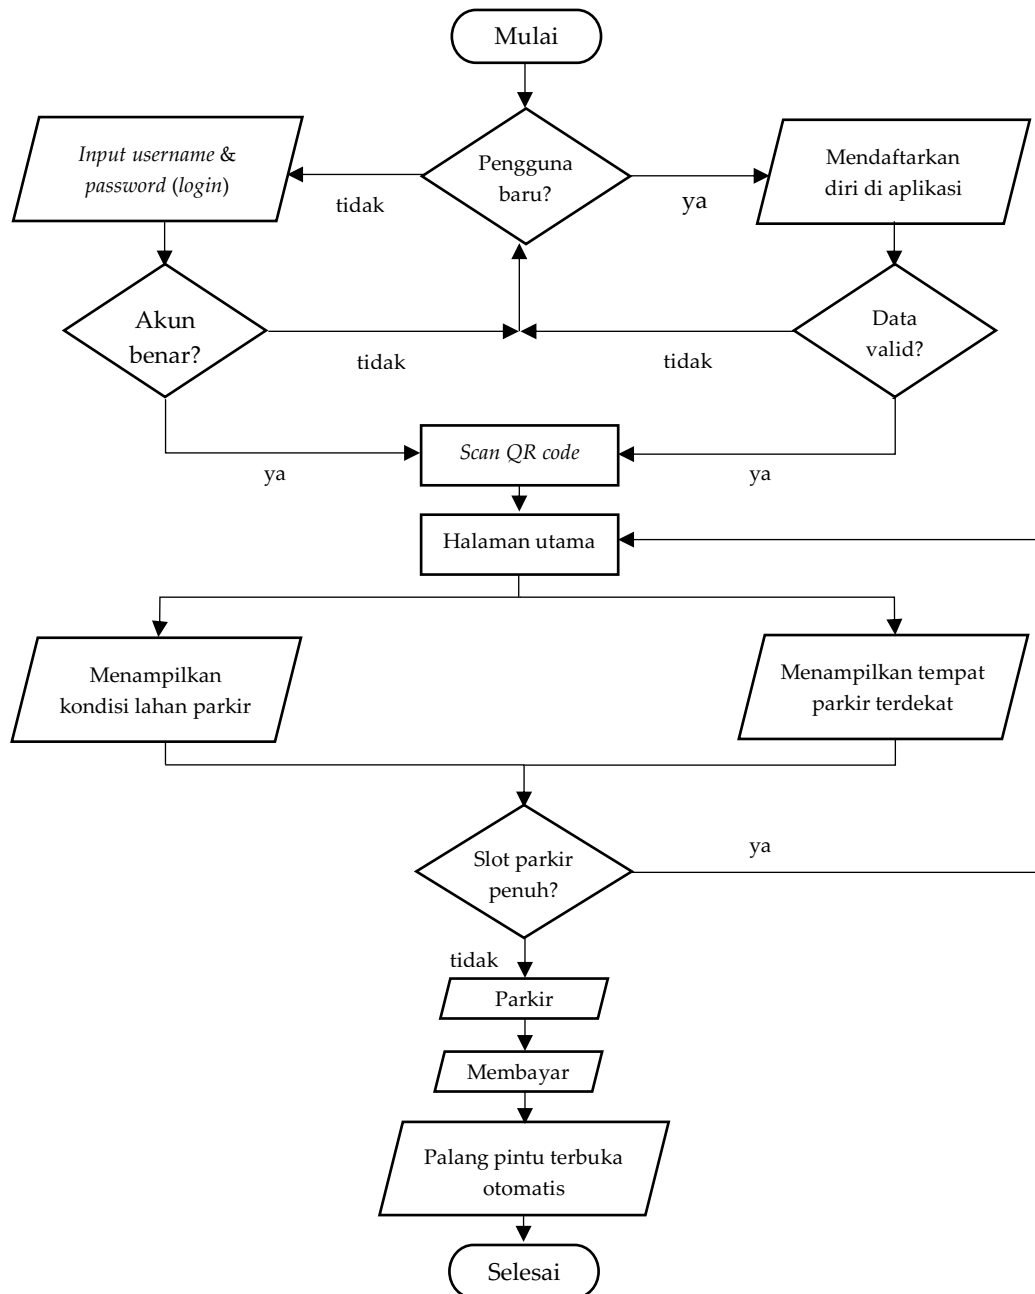 Mulai
Input username &
password (login)
Pengguna
baru?
Mendaftarkan
diri di aplikasi
tidak
ya
Akun
benar?
Data
valid?
tidak
tidak
Scan QR code
ya
ya
Halaman utama
Menampilkan
kondisi lahan parkir
Menampilkan tempat
parkir terdekat
Slot parkir
penuh?
ya
tidak
Parkir
Membayar
Palang pintu terbuka
otomatis
Selesai